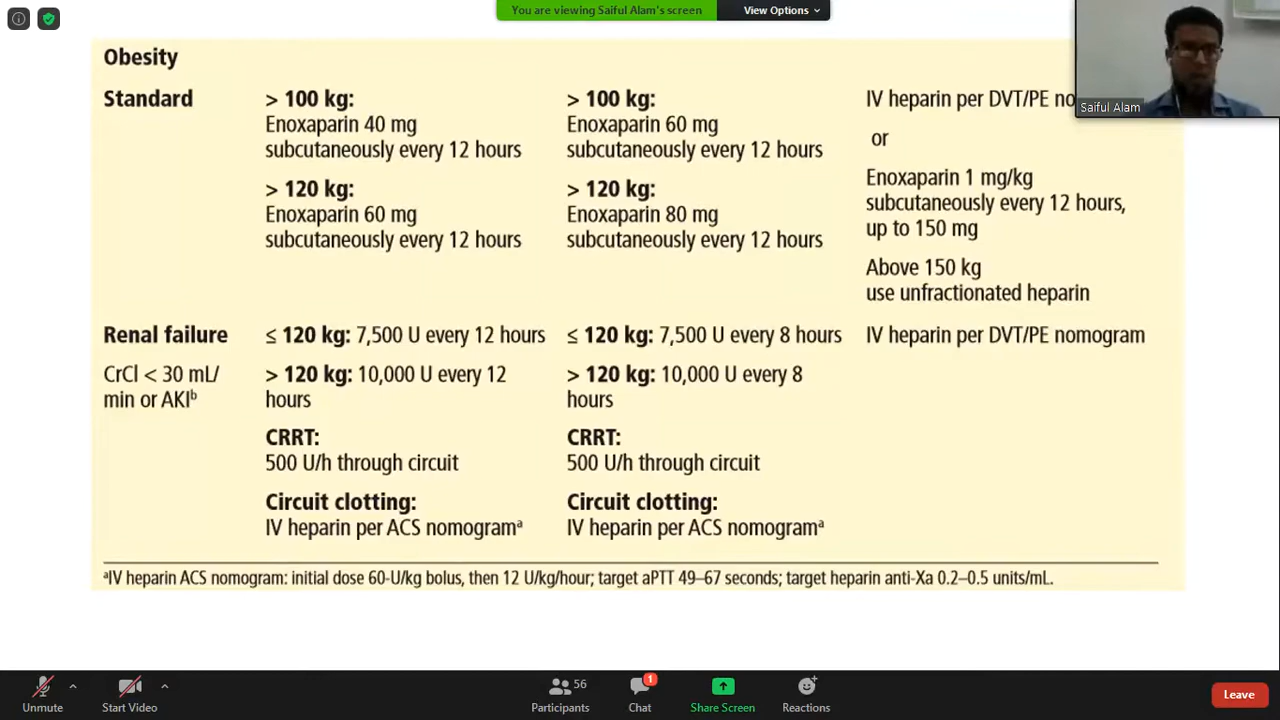 You are viewing Saiful Alam's screen
View Options
Saiful Alam
Obesity
Standard
> 100 kg:
Enoxaparin 40 mg
subcutaneously every 12 hours
> 120 kg:
Enoxaparin 60 mg
subcutaneously every 12 hours
> 100 kg:
Enoxaparin 60 mg
subcutaneously every 12 hours
> 120 kg:
Enoxaparin 80 mg
subcutaneously every 12 hours
IV heparin per DVT/PE
or
Enoxaparin 1 mg/kg
subcutaneously every 12 hours,
up to 150 mg
Above 150 kg
use unfractionated heparin
Renal failure
CrCl < 30 mL/
min or AKIᵇ
≤ 120 kg: 7,500 U every 12 hours
> 120 kg: 10,000 U every 12
hours
CRRT:
500 U/h through circuit
Circuit clotting:
IV heparin per ACS nomogramᵃ
≤ 120 kg: 7,500 U every 8 hours
> 120 kg: 10,000 U every 8
hours
CRRT:
500 U/h through circuit
Circuit clotting:
IV heparin per ACS nomogramᵃ
IV heparin per DVT/PE nomogram
ᵃIV heparin ACS nomogram: initial dose 60-U/kg bolus, then 12 U/kg/hour; target aPTT 49–67 seconds; target heparin anti-Xa 0.2–0.5 units/mL.
Unmute
Start Video
56
Participants
1
Chat
Share Screen
Reactions
Leave